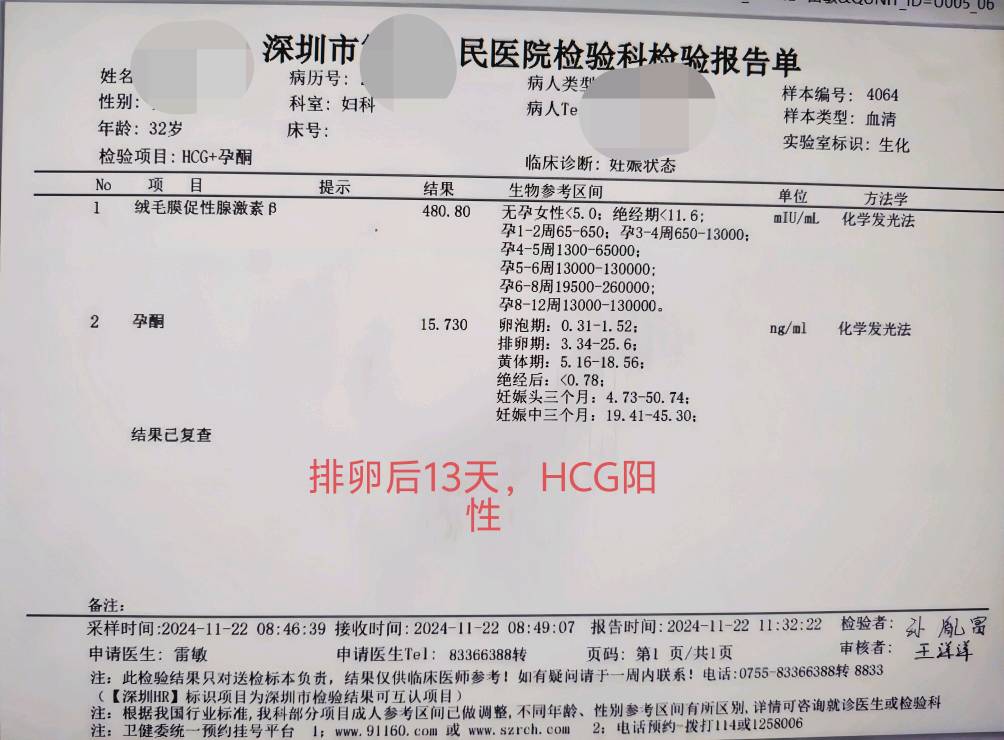 深圳市 民医院检验科检验报告单
姓名 病历号: 病人类型 样本编号: 4064
性别: 科室: 妇科 病人Te 样本类型: 血清
年龄: 32岁 床号: 实验室标识: 生化
检验项目: HCG+孕酮 临床诊断: 妊娠状态
No 项 目 提示 结果 生物参考区间 单位 方法学
1 绒毛膜促性腺激素β 480.80 无孕女性<5.0; 绝经期<11.6; mIU/mL 化学发光法
孕1-2周65-650; 孕3-4周650-13000;
孕4-5周1300-65000;
孕5-6周13000-130000;
孕6-8周19500-260000;
孕8-12周13000-130000。
2 孕酮 15.730 卵泡期: 0.31-1.52; ng/ml 化学发光法
排卵期: 3.34-25.6;
黄体期: 5.16-18.56;
绝经后: <0.78;
妊娠头三个月: 4.73-50.74;
妊娠中三个月: 19.41-45.30;
结果已复查
排卵后13天，HCG阳
性
备注:
采样时间:2024-11-22 08:46:39 接收时间: 2024-11-22 08:49:07 报告时间: 2024-11-22 11:32:22 检验者:
申请医生: 雷敏 申请医生Tel: 83366388转 页码: 第1 页/共1页 审核者: 王洋洋
注: 此检验结果只对送检标本负责, 结果仅供临床医师参考! 如有疑问请于一周内联系! 电话:0755-83366388转 8833
(【深圳HR】标识项目为深圳市检验结果可互认项目)
注: 根据我国行业标准, 我科部分项目成人参考区间已做调整, 不同年龄、性别参考区间有所区别, 详情可咨询就诊医生或检验科
注: 卫健委统一预约挂号平台 1; www.91160.com 或 www.szrch.com 2: 电话预约-拨打114或1258006